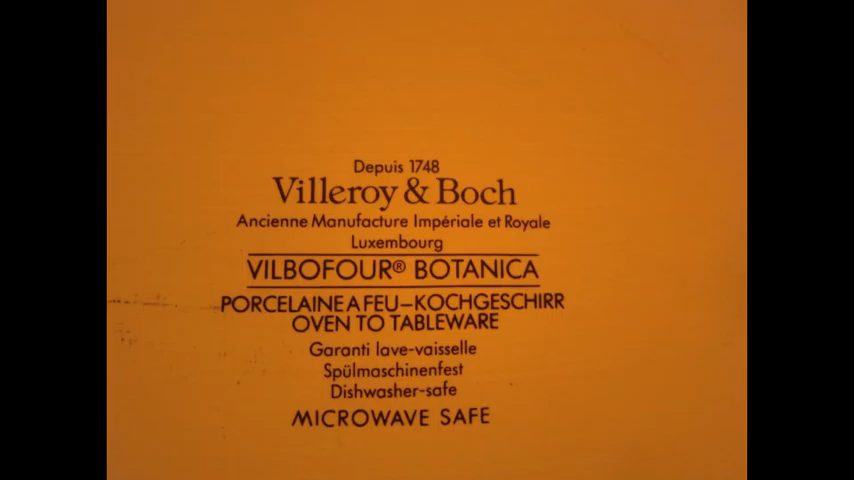 Depuis 1748
Villeroy & Boch
Ancienne Manufacture Impériale et Royale
Luxembourg
VILBOFOUR® BOTANICA
PORCELAINE A FEU–KOCHGESCHIRR
OVEN TO TABLEWARE
Garanti lave-vaisselle
Spülmaschinenfest
Dishwasher-safe
MICROWAVE SAFE